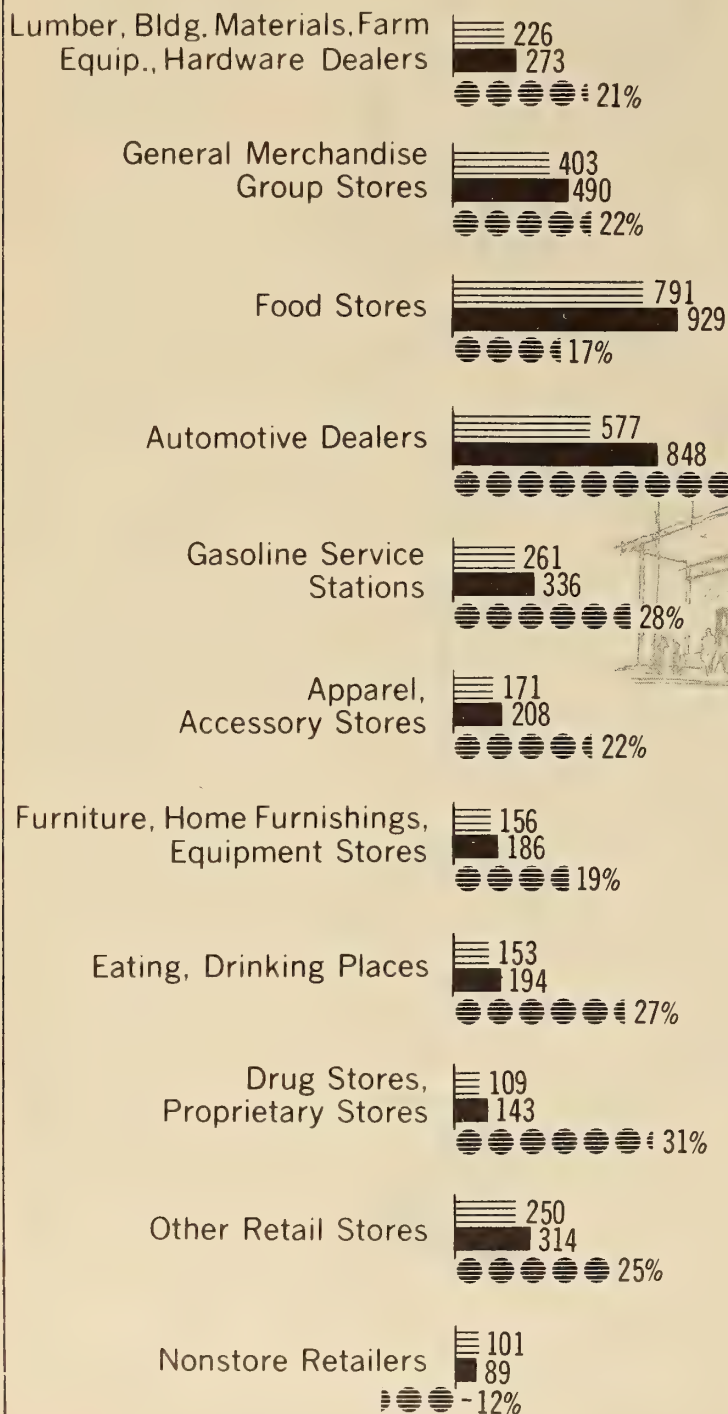 Lumber, Bldg. Materials, Farm
Equip., Hardware Dealers
226
273
21%
General Merchandise
Group Stores
403
490
22%
Food Stores
791
929
17%
Automotive Dealers
577
848
Gasoline Service
Stations
261
336
28%
Apparel,
Accessory Stores
171
208
22%
Furniture, Home Furnishings,
Equipment Stores
156
186
19%
Eating, Drinking Places
153
194
27%
Drug Stores,
Proprietary Stores
109
143
31%
Other Retail Stores
250
314
25%
Nonstore Retailers
101
89
-12%